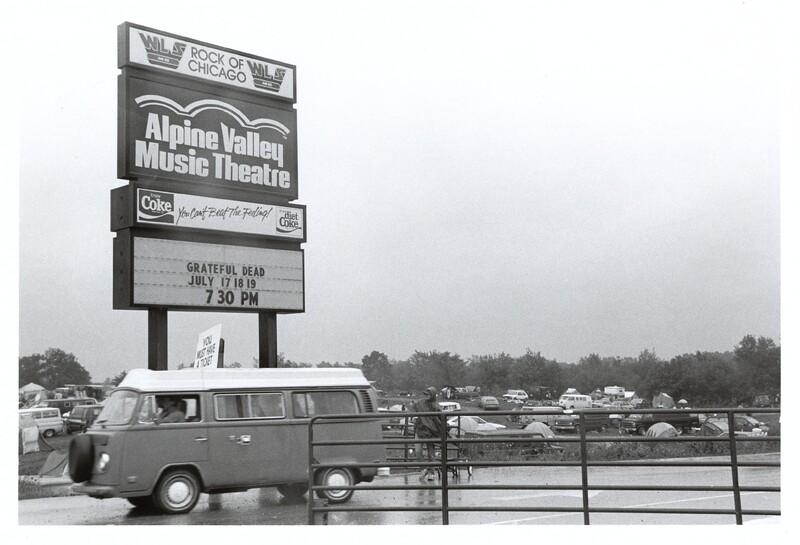 WLS
ROCK OF
CHICAGO
WLS
Alpine Valley
Music Theatre
Coke
You Can't Beat The Feeling!
diet
Coke
GRATEFUL DEAD
JULY 17 18 19
7 30 PM
YOU
MUST HAVE
A TICKET